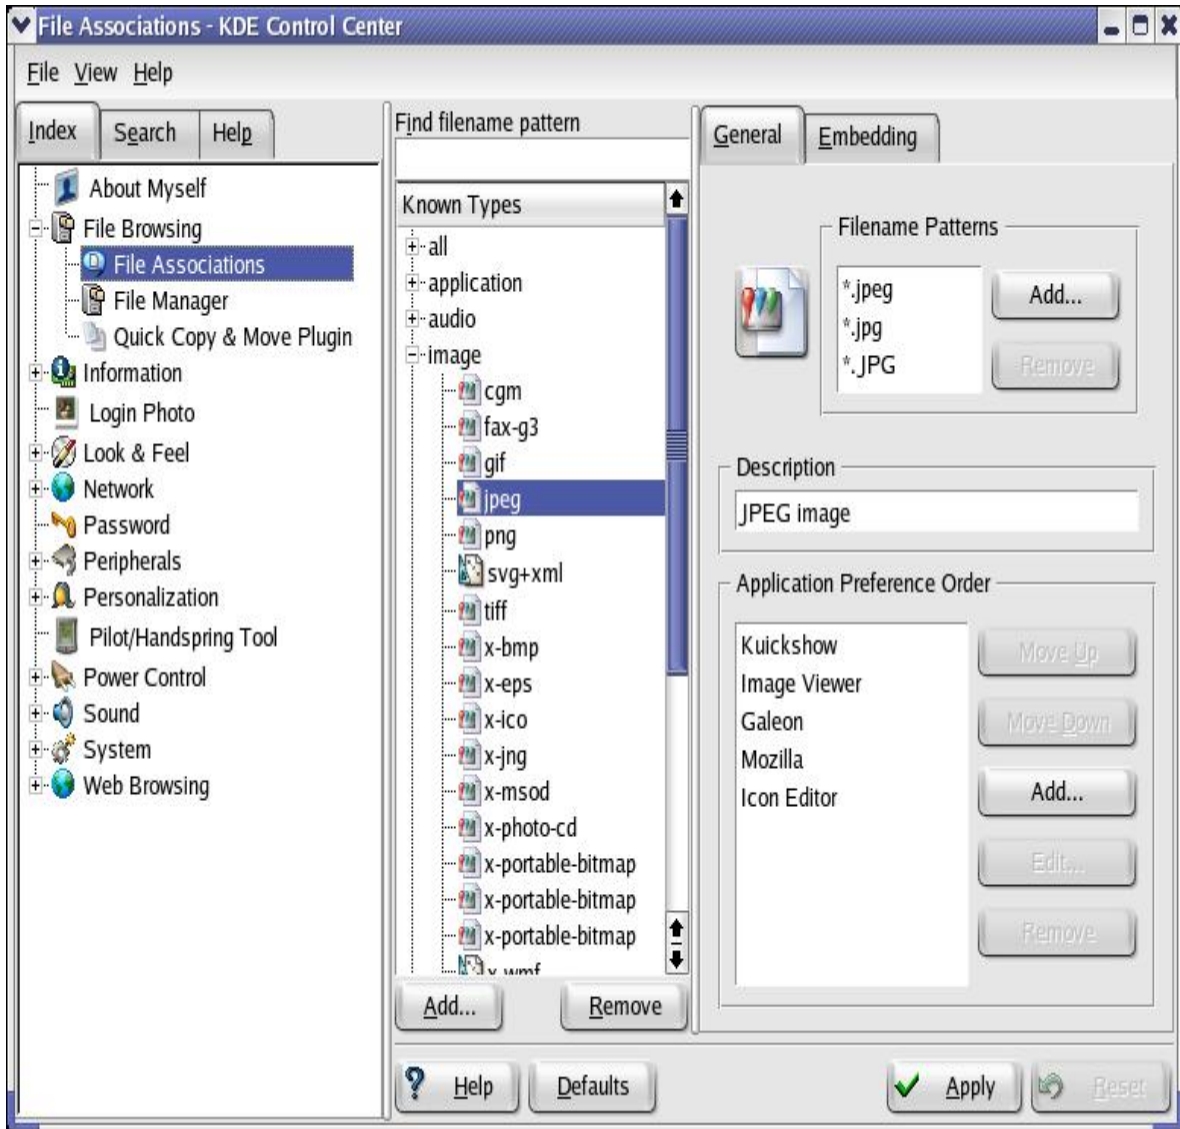 File Associations - KDE Control Center
File View Help
Index Search Help
About Myself
File Browsing
File Associations
File Manager
Quick Copy & Move Plugin
Information
Login Photo
Look & Feel
Network
Password
Peripherals
Personalization
Pilot/Handspring Tool
Power Control
Sound
System
Web Browsing
Find filename pattern
Known Types
all
application
audio
image
cgm
fax-g3
gif
jpeg
png
svg+xml
tiff
x-bmp
x-eps
x-ico
x-jng
x-msod
x-photo-cd
x-portable-bitmap
x-portable-bitmap
x-portable-bitmap
x-wmf
Add... Remove
General Embedding
Filename Patterns
*.jpeg
*.jpg
*.JPG
Add...
Remove
Description
JPEG image
Application Preference Order
Kuickshow
Image Viewer
Galeon
Mozilla
Icon Editor
Move Up
Move Down
Add...
Edit...
Remove
Help Defaults Apply Reset